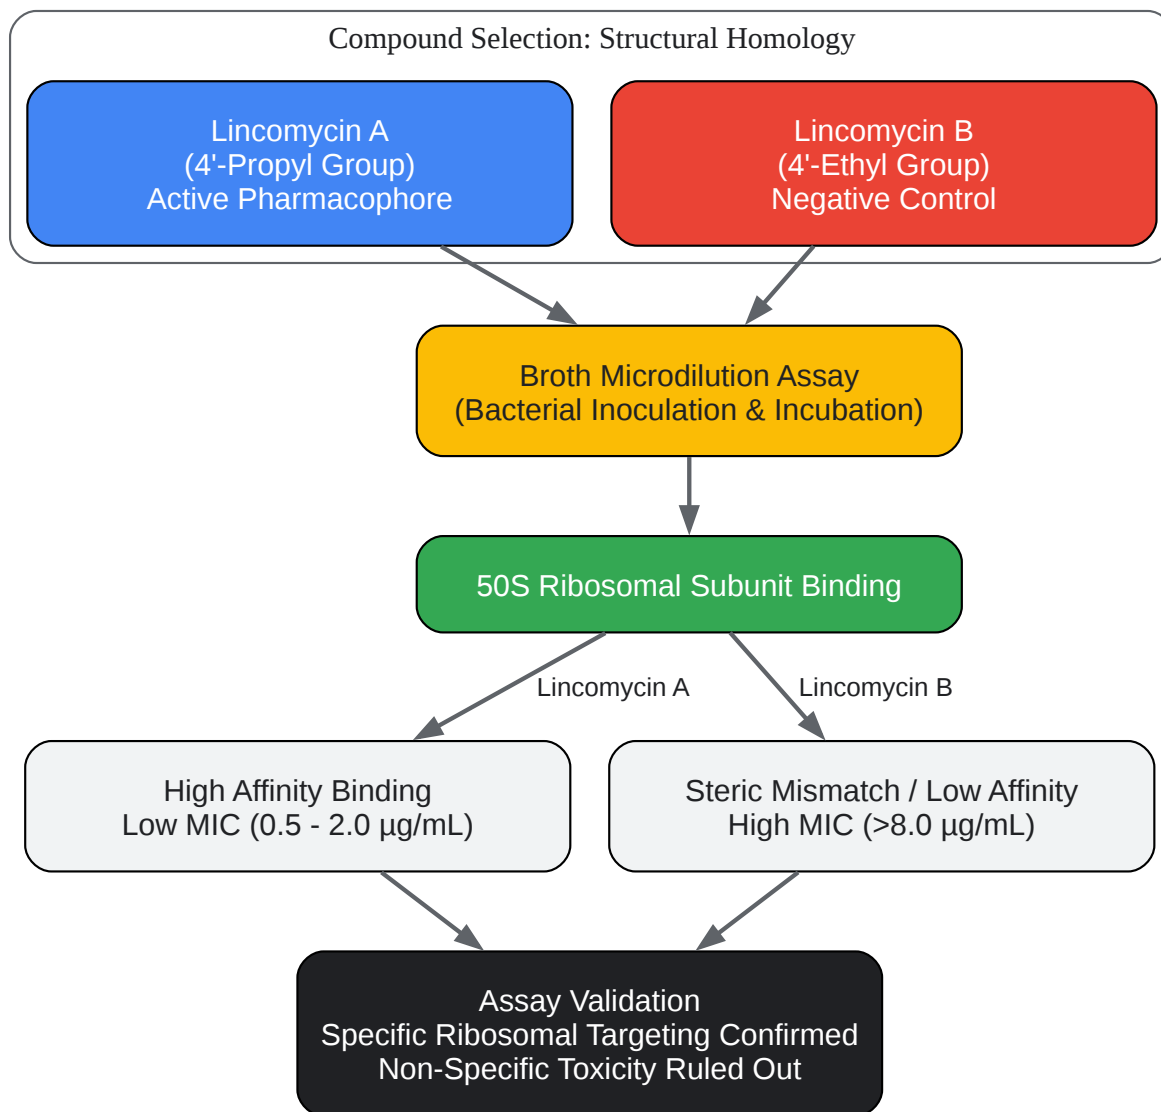 Compound Selection: Structural Homology
Lincomycin A
(4'-Propyl Group)
Active Pharmacophore
Lincomycin B
(4'-Ethyl Group)
Negative Control
Broth Microdilution Assay
(Bacterial Inoculation & Incubation)
50S Ribosomal Subunit Binding
Lincomycin A
Lincomycin B
High Affinity Binding
Low MIC (0.5 - 2.0 µg/mL)
Steric Mismatch / Low Affinity
High MIC (>8.0 µg/mL)
Assay Validation
Specific Ribosomal Targeting Confirmed
Non-Specific Toxicity Ruled Out